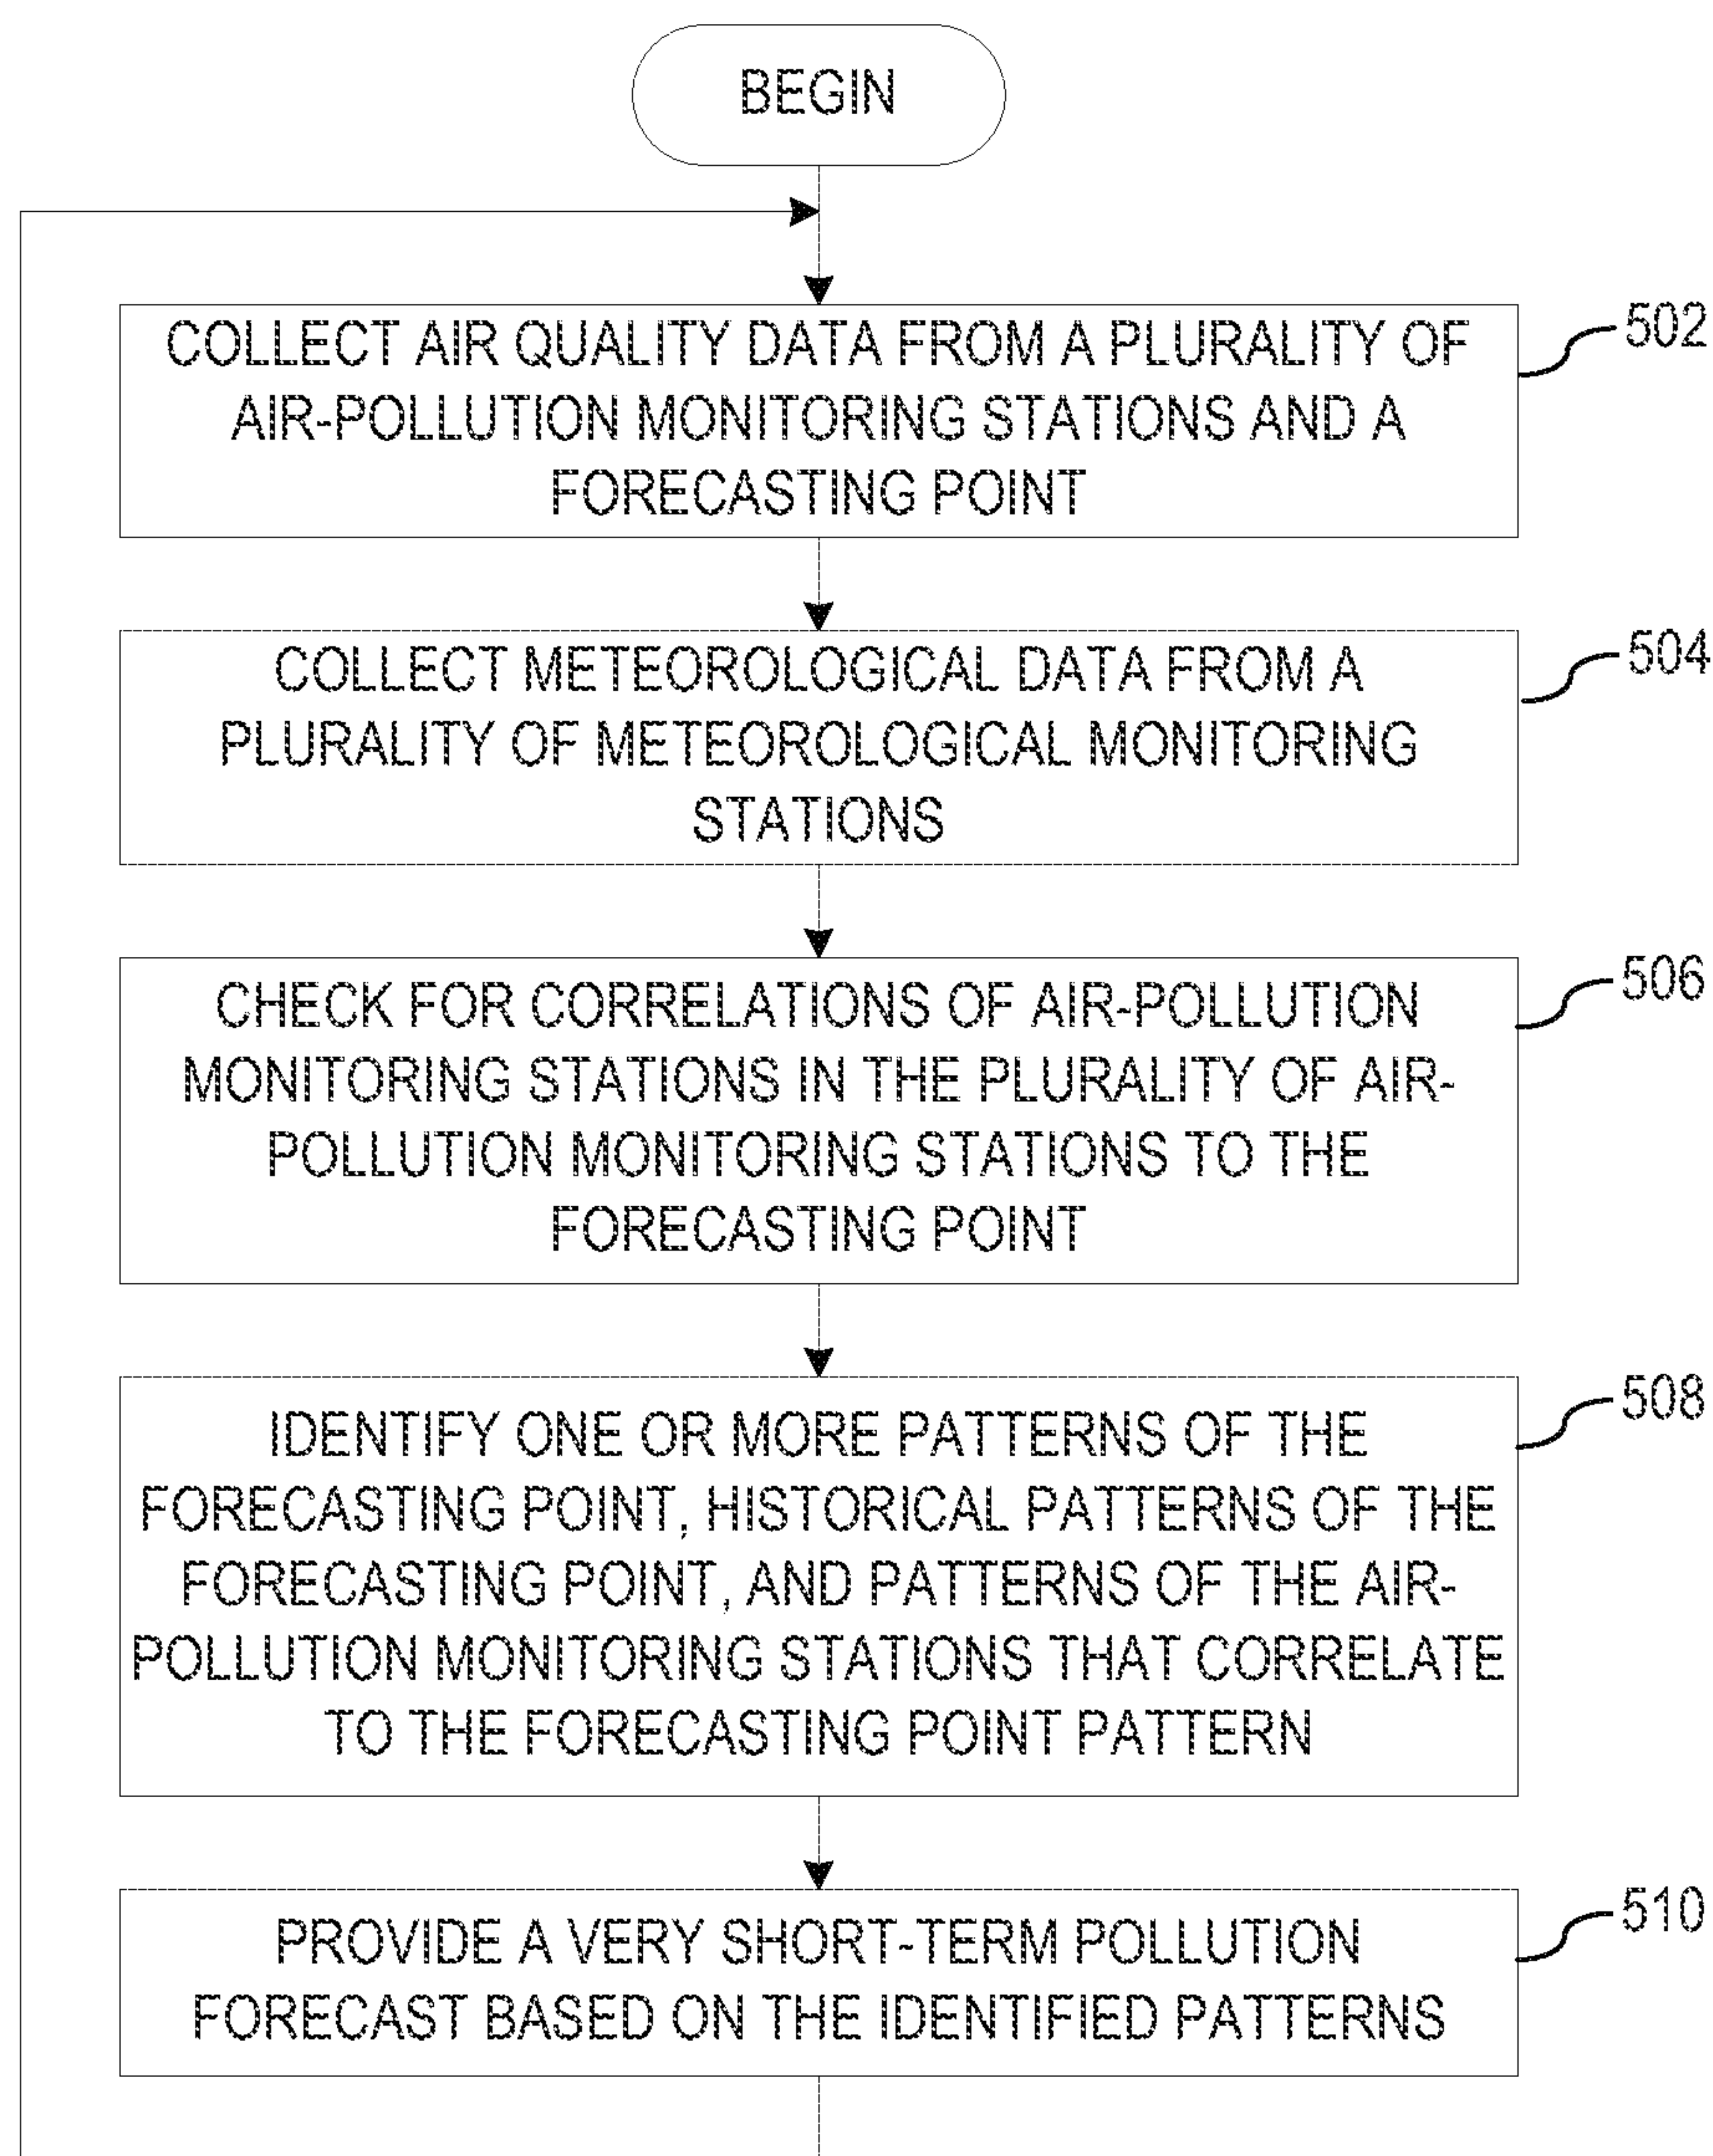 BEGIN
COLLECT AIR QUALITY DATA FROM A PLURALITY OF
AIR-POLLUTION MONITORING STATIONS AND A
FORECASTING POINT
502
COLLECT METEOROLOGICAL DATA FROM A
PLURALITY OF METEOROLOGICAL MONITORING
STATIONS
504
CHECK FOR CORRELATIONS OF AIR-POLLUTION
MONITORING STATIONS IN THE PLURALITY OF AIR-
POLLUTION MONITORING STATIONS TO THE
FORECASTING POINT
506
IDENTIFY ONE OR MORE PATTERNS OF THE
FORECASTING POINT, HISTORICAL PATTERNS OF THE
FORECASTING POINT, AND PATTERNS OF THE AIR-
POLLUTION MONITORING STATIONS THAT CORRELATE
TO THE FORECASTING POINT PATTERN
508
PROVIDE A VERY SHORT-TERM POLLUTION
FORECAST BASED ON THE IDENTIFIED PATTERNS
510